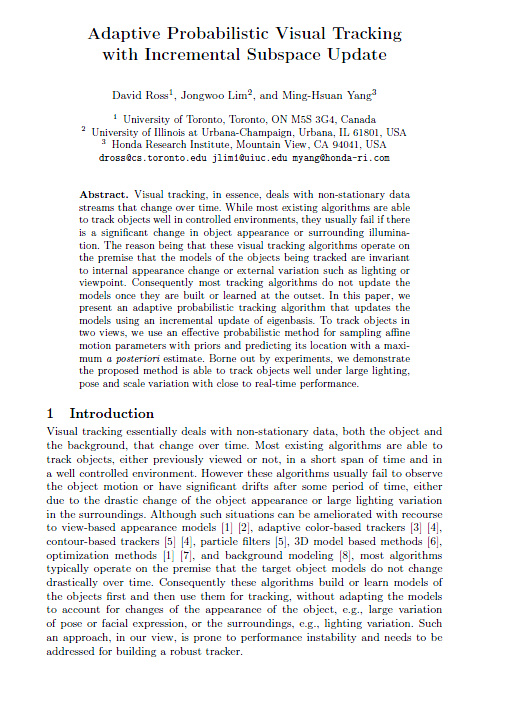 Adaptive Probabilistic Visual Tracking
with Incremental Subspace Update
David Ross1, Jongwoo Lim2, and Ming-Hsuan Yang3
1 University of Toronto, Toronto, ON M5S 3G4, Canada
2 University of Illinois at Urbana-Champaign, Urbana, IL 61801, USA
3 Honda Research Institute, Mountain View, CA 94041, USA
dross@cs.toronto.edu jlim1@uiuc.edu myang@honda-ri.com
Abstract. Visual tracking, in essence, deals with non-stationary data
streams that change over time. While most existing algorithms are able
to track objects well in controlled environments, they usually fail if there
is a significant change in object appearance or surrounding illumina-
tion. The reason being that these visual tracking algorithms operate on
the premise that the models of the objects being tracked are invariant
to internal appearance change or external variation such as lighting or
viewpoint. Consequently most tracking algorithms do not update the
models once they are built or learned at the outset. In this paper, we
present an adaptive probabilistic tracking algorithm that updates the
models using an incremental update of eigenbasis. To track objects in
two views, we use an effective probabilistic method for sampling affine
motion parameters with priors and predicting its location with a maxi-
mum a posteriori estimate. Borne out by experiments, we demonstrate
the proposed method is able to track objects well under large lighting,
pose and scale variation with close to real-time performance.
1 Introduction
Visual tracking essentially deals with non-stationary data, both the object and
the background, that change over time. Most existing algorithms are able to
track objects, either previously viewed or not, in a short span of time and in
a well controlled environment. However these algorithms usually fail to observe
the object motion or have significant drifts after some period of time, either
due to the drastic change of the object appearance or large lighting variation
in the surroundings. Although such situations can be ameliorated with recourse
to view-based appearance models [1] [2], adaptive color-based trackers [3] [4],
contour-based trackers [5] [4], particle filters [5], 3D model based methods [6],
optimization methods [1] [7], and background modeling [8], most algorithms
typically operate on the premise that the target object models do not change
drastically over time. Consequently these algorithms build or learn models of
the objects first and then use them for tracking, without adapting the models
to account for changes of the appearance of the object, e.g., large variation
of pose or facial expression, or the surroundings, e.g., lighting variation. Such
an approach, in our view, is prone to performance instability and needs to be
addressed for building a robust tracker.